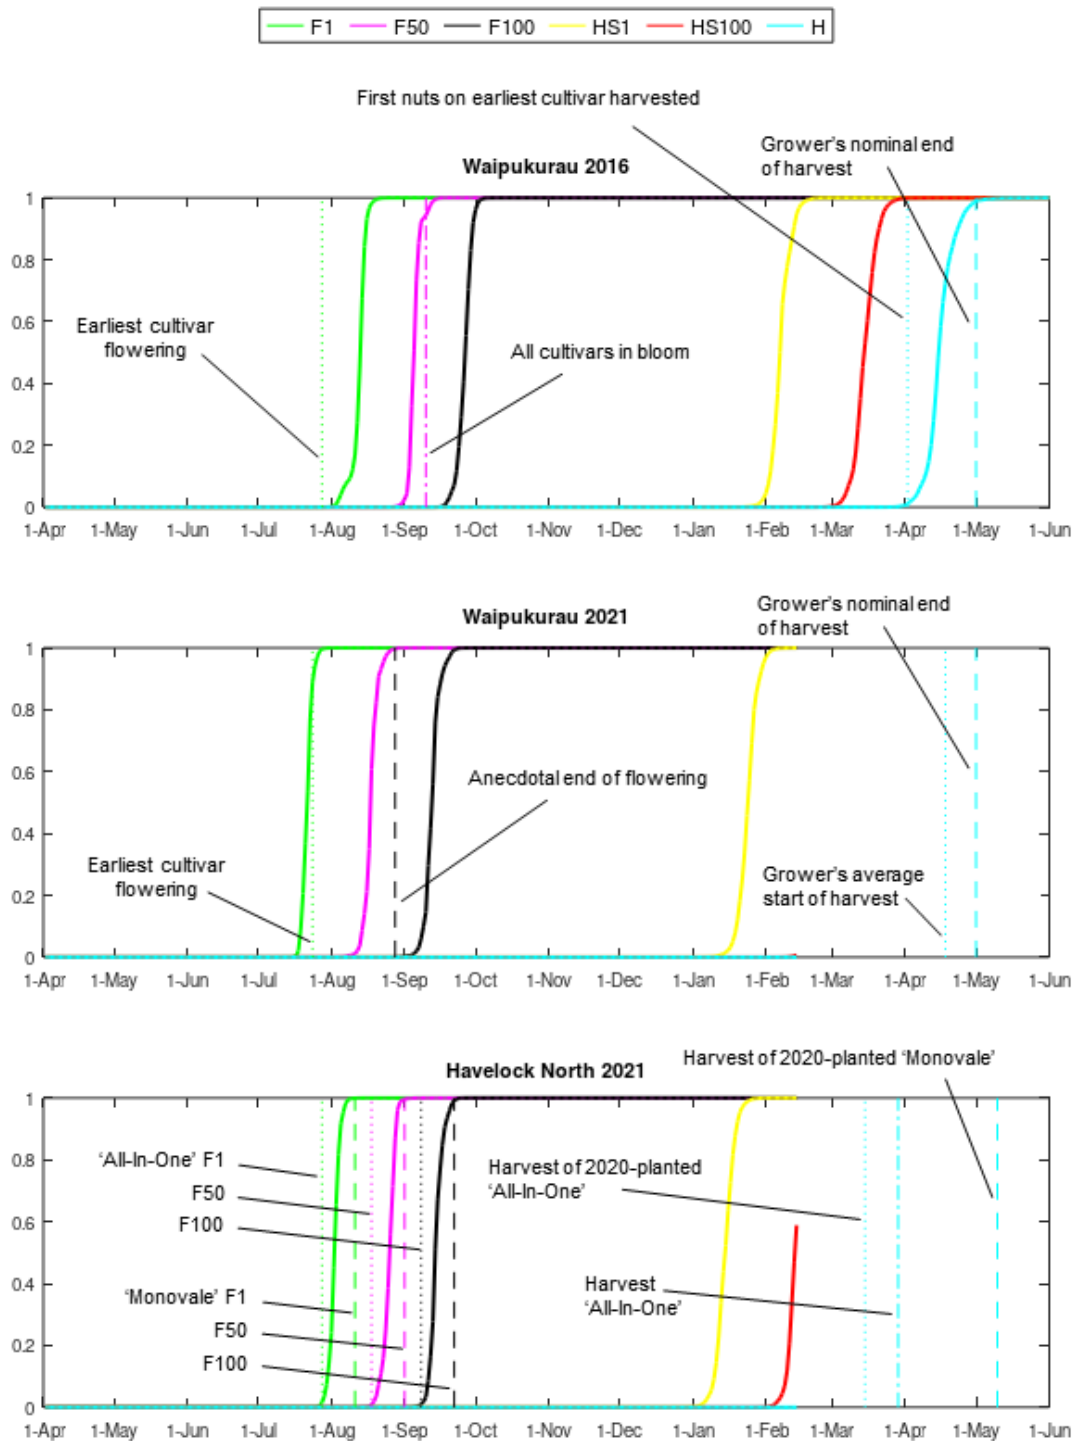 F1 F50 F100 HS1 HS100 H
First nuts on earliest cultivar harvested
Grower's nominal end
of harvest
Waipukurau 2016
1
0.8
0.6
0.4
0.2
0
Earliest cultivar
flowering
All cultivars in bloom
1-Apr 1-May 1-Jun 1-Jul 1-Aug 1-Sep 1-Oct 1-Nov 1-Dec 1-Jan 1-Feb 1-Mar 1-Apr 1-May 1-Jun
Grower's nominal end
of harvest
Waipukurau 2021
1
0.8
0.6
0.4
0.2
0
Anecdotal end of flowering
Earliest cultivar
flowering
Grower's average
start of harvest
1-Apr 1-May 1-Jun 1-Jul 1-Aug 1-Sep 1-Oct 1-Nov 1-Dec 1-Jan 1-Feb 1-Mar 1-Apr 1-May 1-Jun
Harvest of 2020-planted 'Monovale'
Havelock North 2021
1
0.8
0.6
0.4
0.2
0
'All-In-One' F1
F50
F100
Harvest of 2020-planted
'All-In-One'
'Monovale' F1
F50
F100
Harvest
'All-In-One'
1-Apr 1-May 1-Jun 1-Jul 1-Aug 1-Sep 1-Oct 1-Nov 1-Dec 1-Jan 1-Feb 1-Mar 1-Apr 1-May 1-Jun